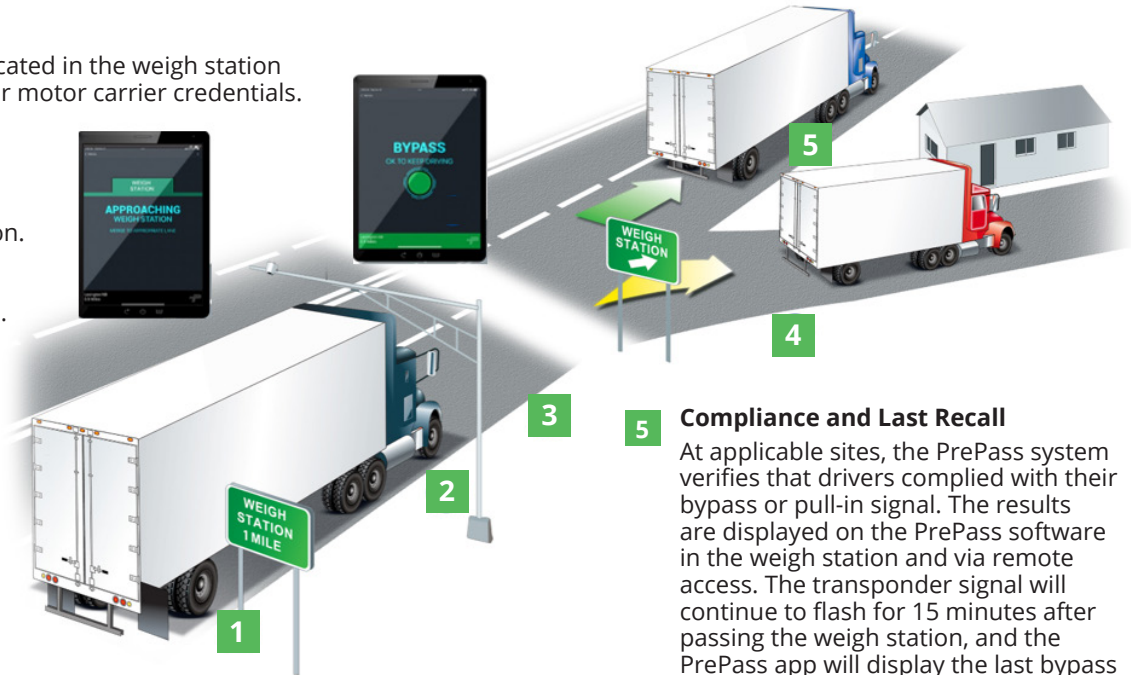 cated in the weigh station
r motor carrier credentials.
on.
.
WEIGH
STATION
APPROACHING
WEIGH STATION
BYPASS
OK TO KEEP DRIVING
WEIGH
STATION
5
4
3
2
WEIGH
STATION
1 MILE
1
5
Compliance and Last Recall
At applicable sites, the PrePass system
verifies that drivers complied with their
bypass or pull-in signal. The results
are displayed on the PrePass software
in the weigh station and via remote
access. The transponder signal will
continue to flash for 15 minutes after
passing the weigh station, and the
PrePass app will display the last bypass